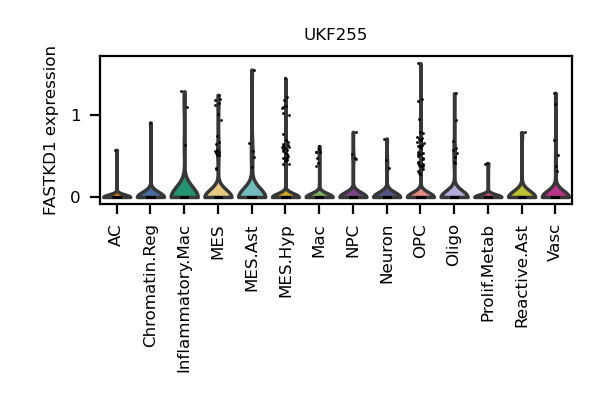 UKF255
FASTKD1 expression
1
0
AC
Chromatin.Reg
Inflammatory.Mac
MES
MES.Ast
MES.Hyp
Mac
NPC
Neuron
OPC
Oligo
Prolif.Metab
Reactive.Ast
Vasc